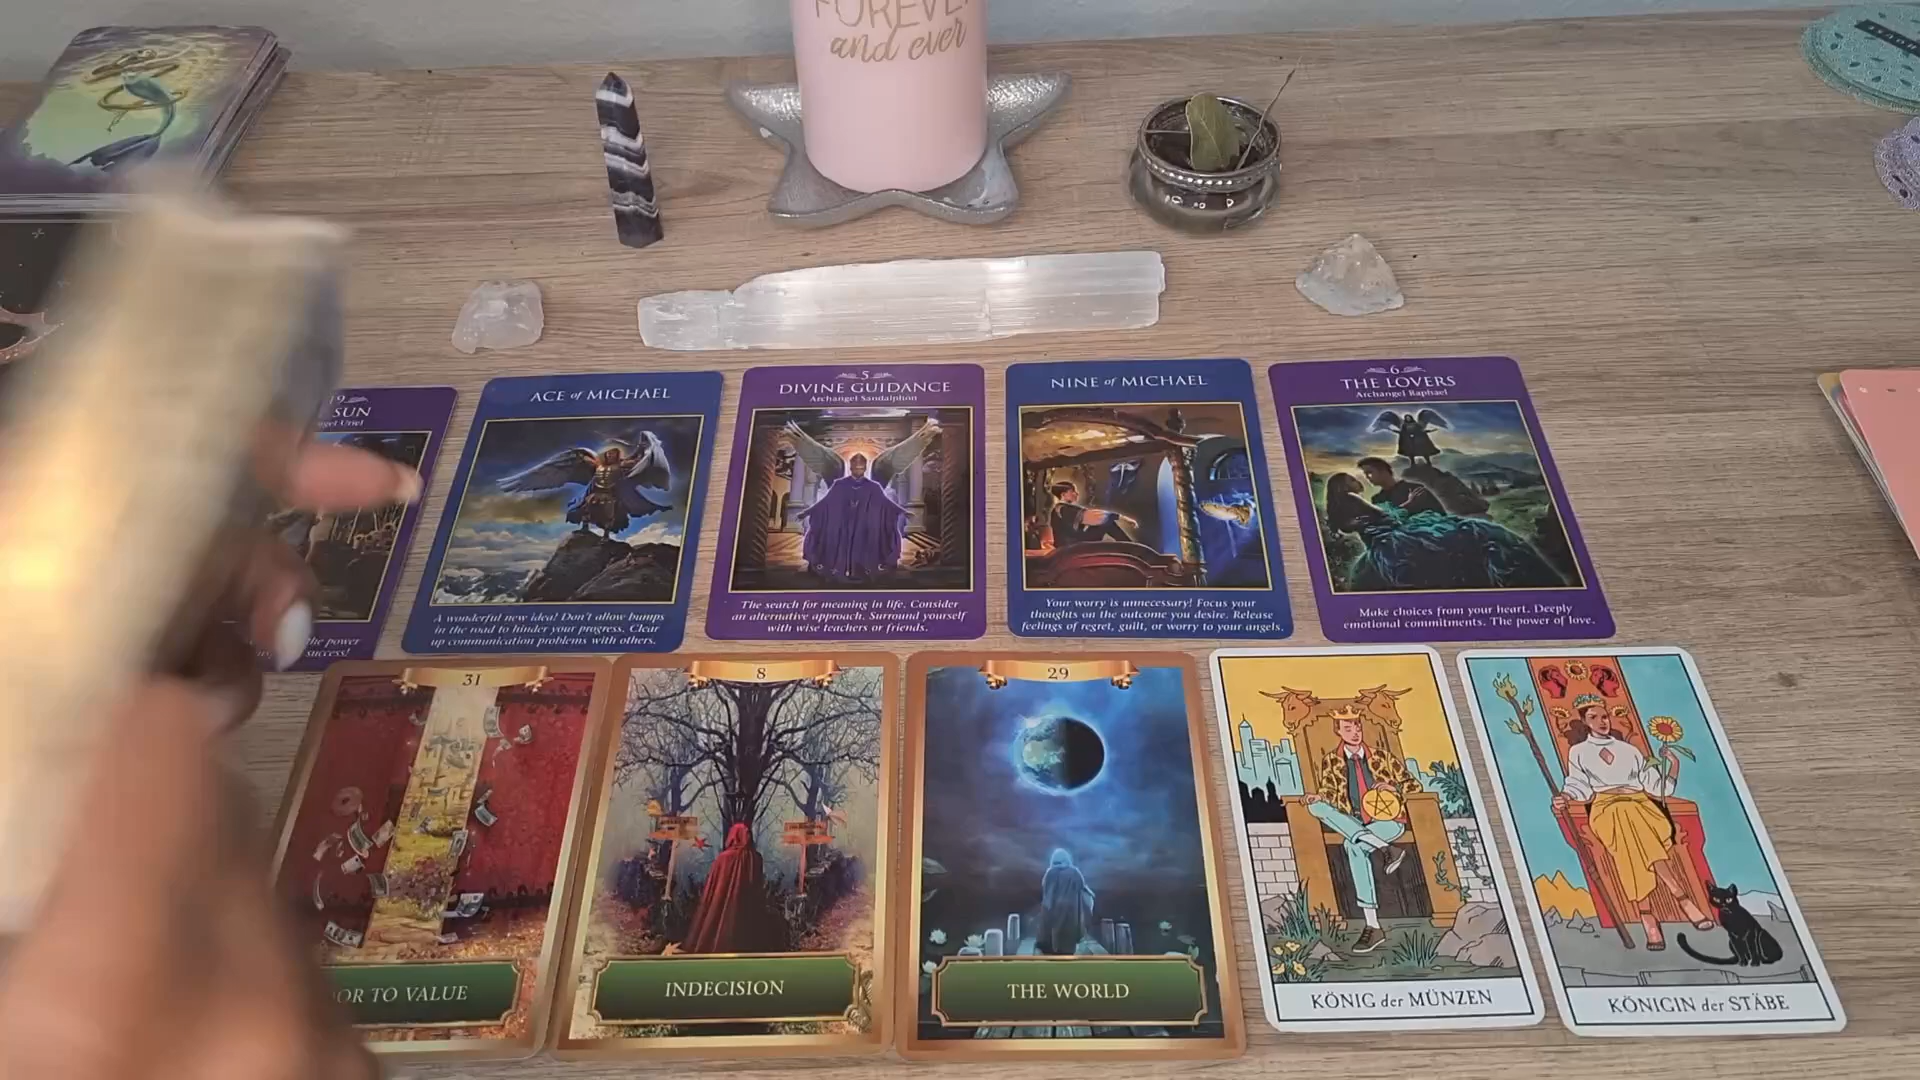 FOREVER
and ever
19
SUN
ACE of MICHAEL
A wonderful new idea! Don't allow bumps
in the road to hinder your progress. Clear
up communication problems with others.
5
DIVINE GUIDANCE
Archangel Sandalphon
The search for meaning in life. Consider
an alternative approach. Surround yourself
with wise teachers or friends.
NINE of MICHAEL
Your worry is unnecessary! Focus your
thoughts on the outcome you desire. Release
feelings of regret, guilt, or worry to your angels.
6
THE LOVERS
Archangel Raphael
Make choices from your heart. Deeply
emotional commitments. The power of love.
the power
success!
31
OR TO VALUE
8
INDECISION
29
THE WORLD
KÖNIG der MÜNZEN
KÖNIGIN der STÄBE